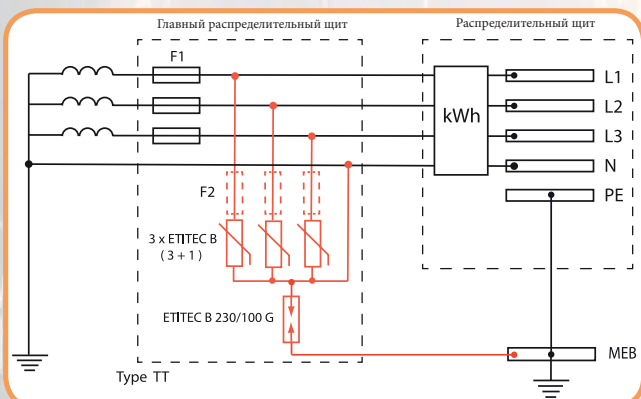 Главный распределительный щит
Распределительный щит
F1
L1
L2
kWh
L3
N
F2
PE
3 x ETITEC B
( 3 + 1 )
ETITEC B 230/100 G
MEB
Type TT